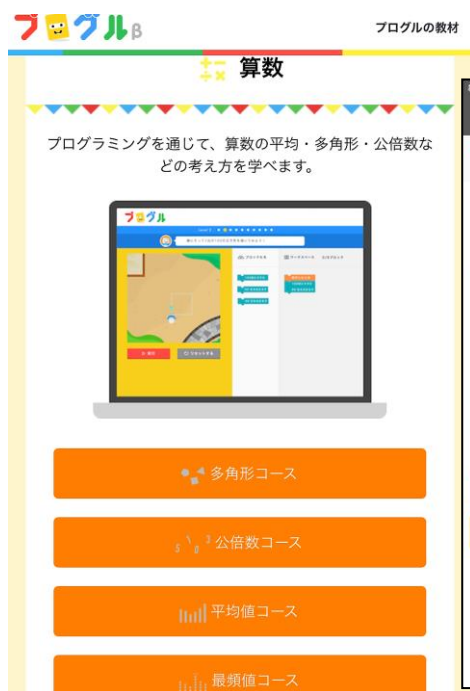 プログルβ
プログルの教材
算数
プログラミングを通じて、算数の平均・多角形・公倍数な
どの考え方を学べます。
プログル
多角形コース
公倍数コース
平均値コース
最頻値コース